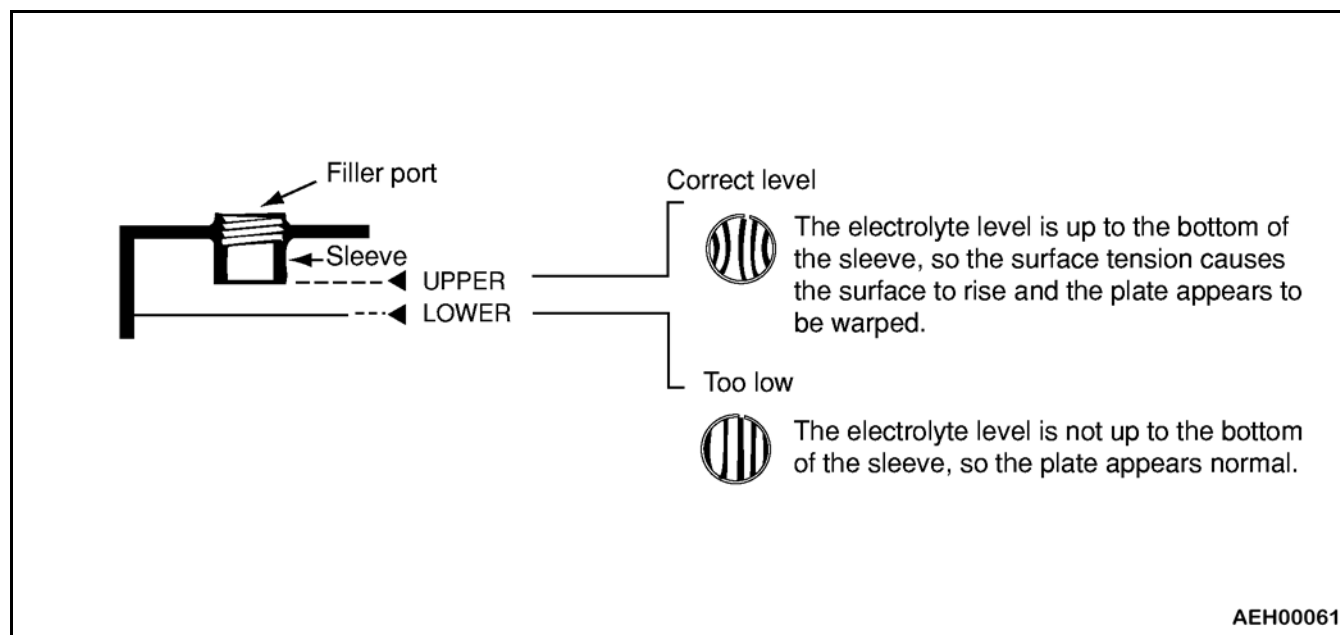 Filler port
Sleeve
UPPER
LOWER
Correct level
The electrolyte level is up to the bottom of
the sleeve, so the surface tension causes
the surface to rise and the plate appears to
be warped.
Too low
The electrolyte level is not up to the bottom
of the sleeve, so the plate appears normal.
AEH00061